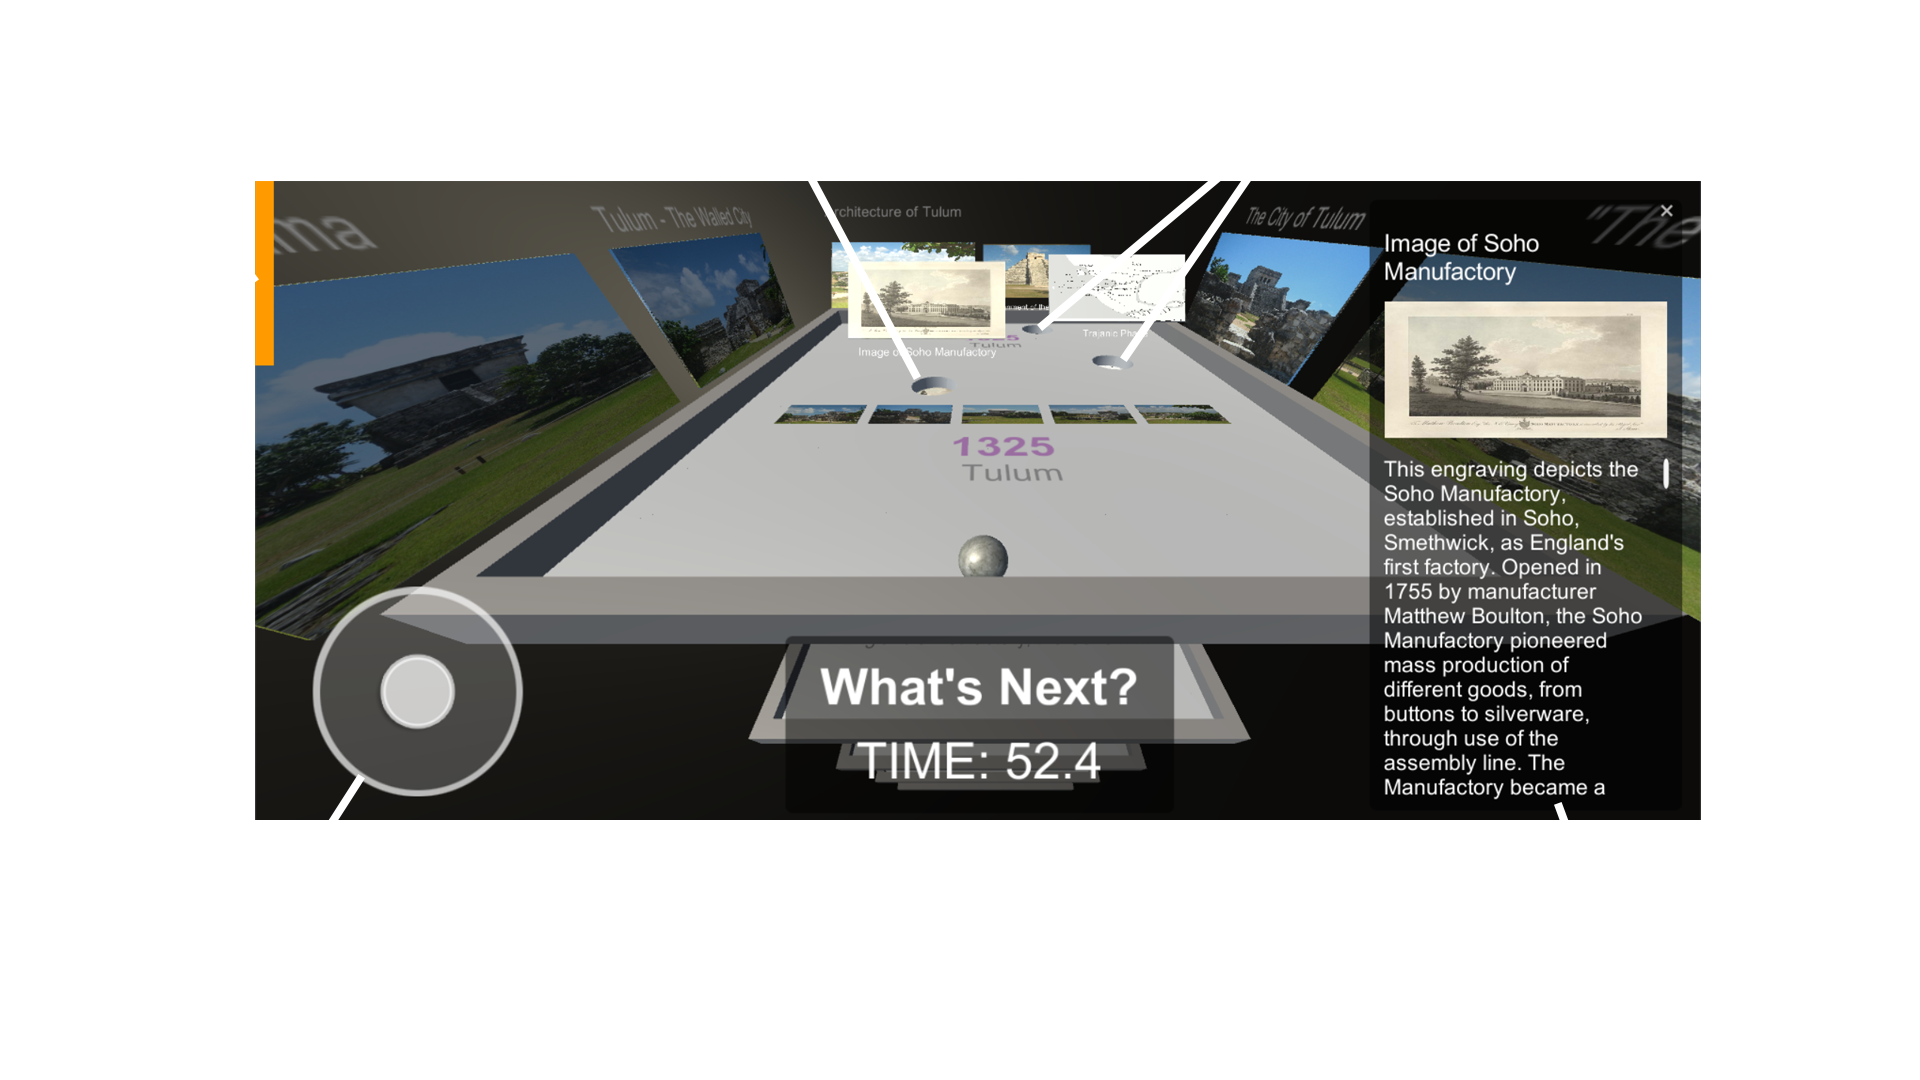 ma
Tulum - The Walled City
rchitecture of Tulum
The City of Tulum
"The
×
Image of Soho
Manufactory
Image of Soho Manufactory
Tulum
1325
Tulum
This engraving depicts the
Soho Manufactory,
established in Soho,
Smethwick, as England's
first factory. Opened in
1755 by manufacturer
Matthew Boulton, the Soho
Manufactory pioneered
mass production of
different goods, from
buttons to silverware,
through use of the
assembly line. The
Manufactory became a
What's Next?
TIME: 52.4